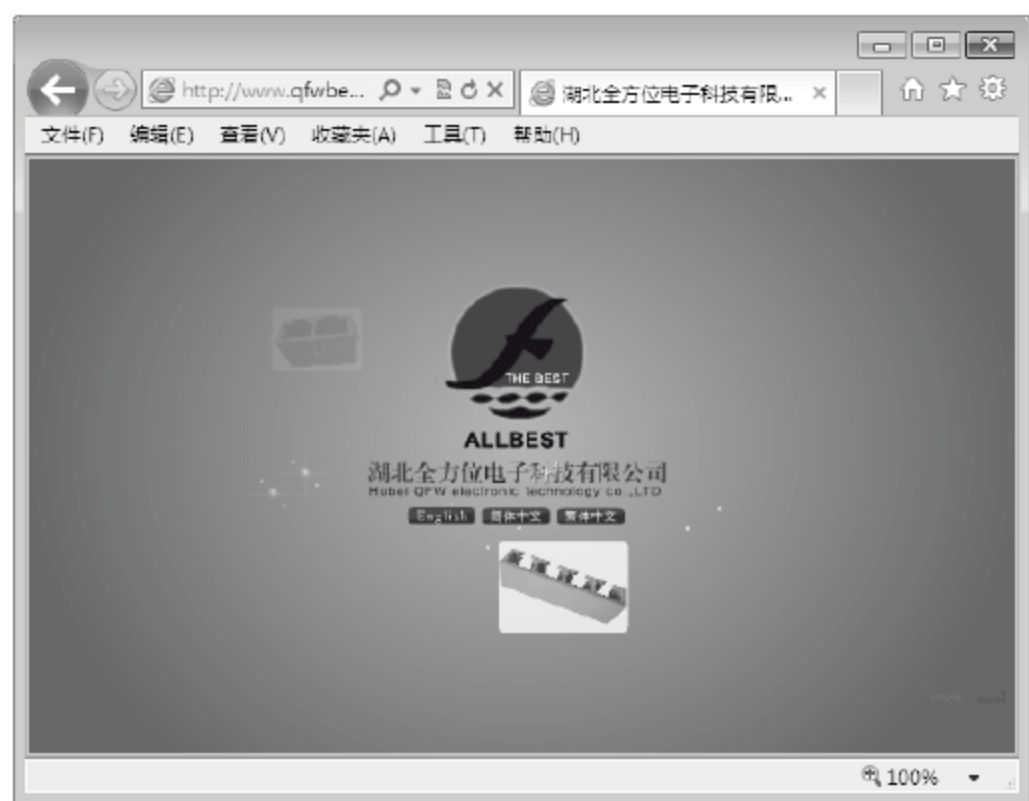 http://www.qfwbe... 湖北全方位电子科技有限...
文件(F) 编辑(E) 查看(V) 收藏夹(A) 工具(T) 帮助(H)
THE BEST
ALLBEST
湖北全方位电子科技有限公司
Hubei QFW electronic technology co.,LTD
English 简体中文 繁体中文
100%